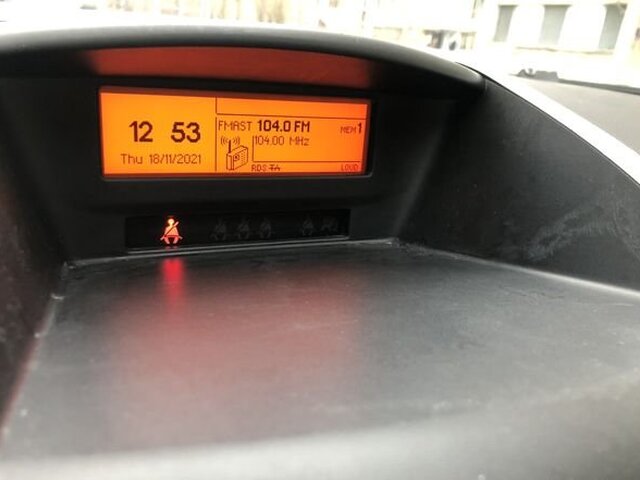 12 53
Thu 18/11/2021
FMAST 104.0 FM
MEM 1
104.00 MHz
RDS TA
LOUD